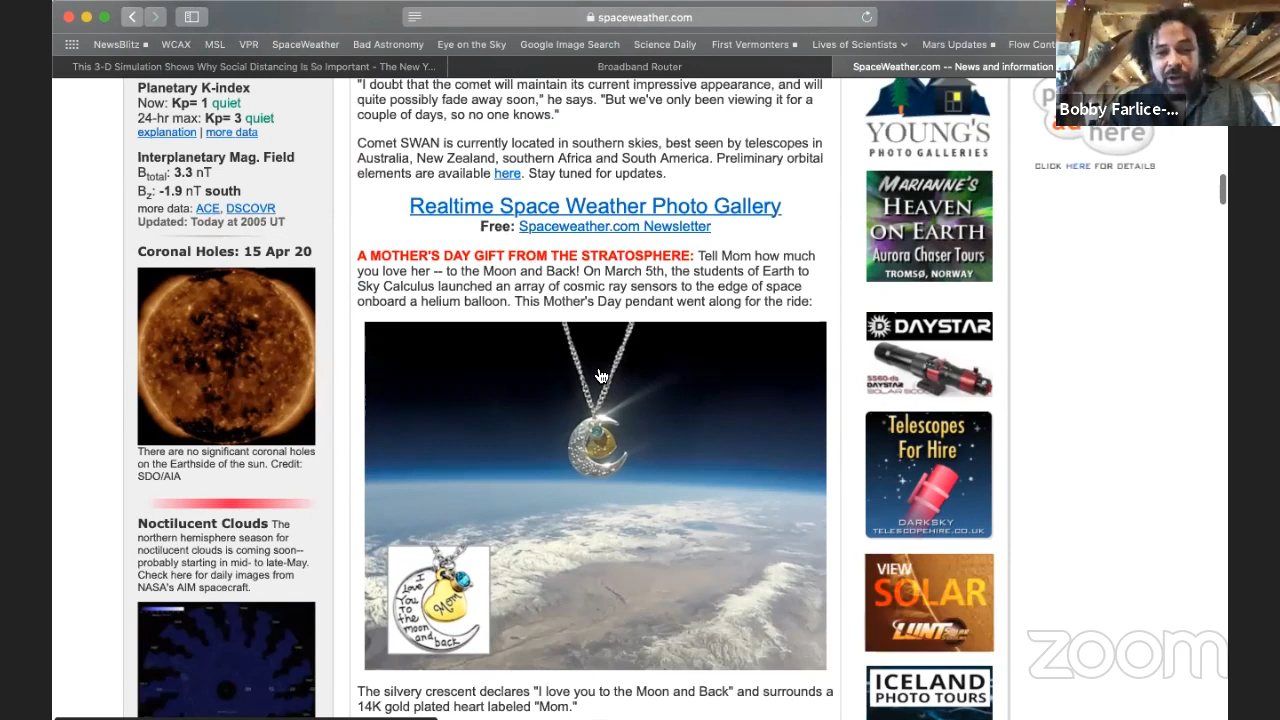 spaceweather.com
NewsBlitz
WCAX
MSL
VPR
SpaceWeather
Bad Astronomy
Eye on the Sky
Google Image Search
Science Daily
First Vermonters
Lives of Scientists
Mars Updates
Flow Cont
This 3-D Simulation Shows Why Social Distancing Is So Important - The New Y...
Broadband Router
SpaceWeather.com -- News and information
Bobby Farlice-...
Planetary K-index
Now: Kp= 1 quiet
24-hr max: Kp= 3 quiet
explanation | more data
Interplanetary Mag. Field
Btotal: 3.3 nT
Bz: -1.9 nT south
more data: ACE, DSCOVR
Updated: Today at 2005 UT
Coronal Holes: 15 Apr 20
There are no significant coronal holes
on the Earthside of the sun. Credit:
SDO/AIA
Noctilucent Clouds The
northern hemisphere season for
noctilucent clouds is coming soon--
probably starting in mid- to late-May.
Check here for daily images from
NASA's AIM spacecraft.
"I doubt that the comet will maintain its current impressive appearance, and will
quite possibly fade away soon," he says. "But we've only been viewing it for a
couple of days, so no one knows."
Comet SWAN is currently located in southern skies, best seen by telescopes in
Australia, New Zealand, southern Africa and South America. Preliminary orbital
elements are available here. Stay tuned for updates.
Realtime Space Weather Photo Gallery
Free: Spaceweather.com Newsletter
A MOTHER'S DAY GIFT FROM THE STRATOSPHERE: Tell Mom how much
you love her -- to the Moon and Back! On March 5th, the students of Earth to
Sky Calculus launched an array of cosmic ray sensors to the edge of space
onboard a helium balloon. This Mother's Day pendant went along for the ride:
I
love
You
to
the
moon
and
back
Mom
The silvery crescent declares "I love you to the Moon and Back" and surrounds a
14K gold plated heart labeled "Mom."
YOUNG'S
PHOTO GALLERIES
MARIANNE'S
HEAVEN
ON EARTH
Aurora Chaser Tours
TROMSØ, NORWAY
DAYSTAR
SS60-ds
DAYSTAR
Telescopes
For Hire
DARKSKY
TELESCOPEHIRE.CO.UK
VIEW
SOLAR
LUNT
ICELAND
PHOTO TOURS
here
CLICK HERE FOR DETAILS
zoom